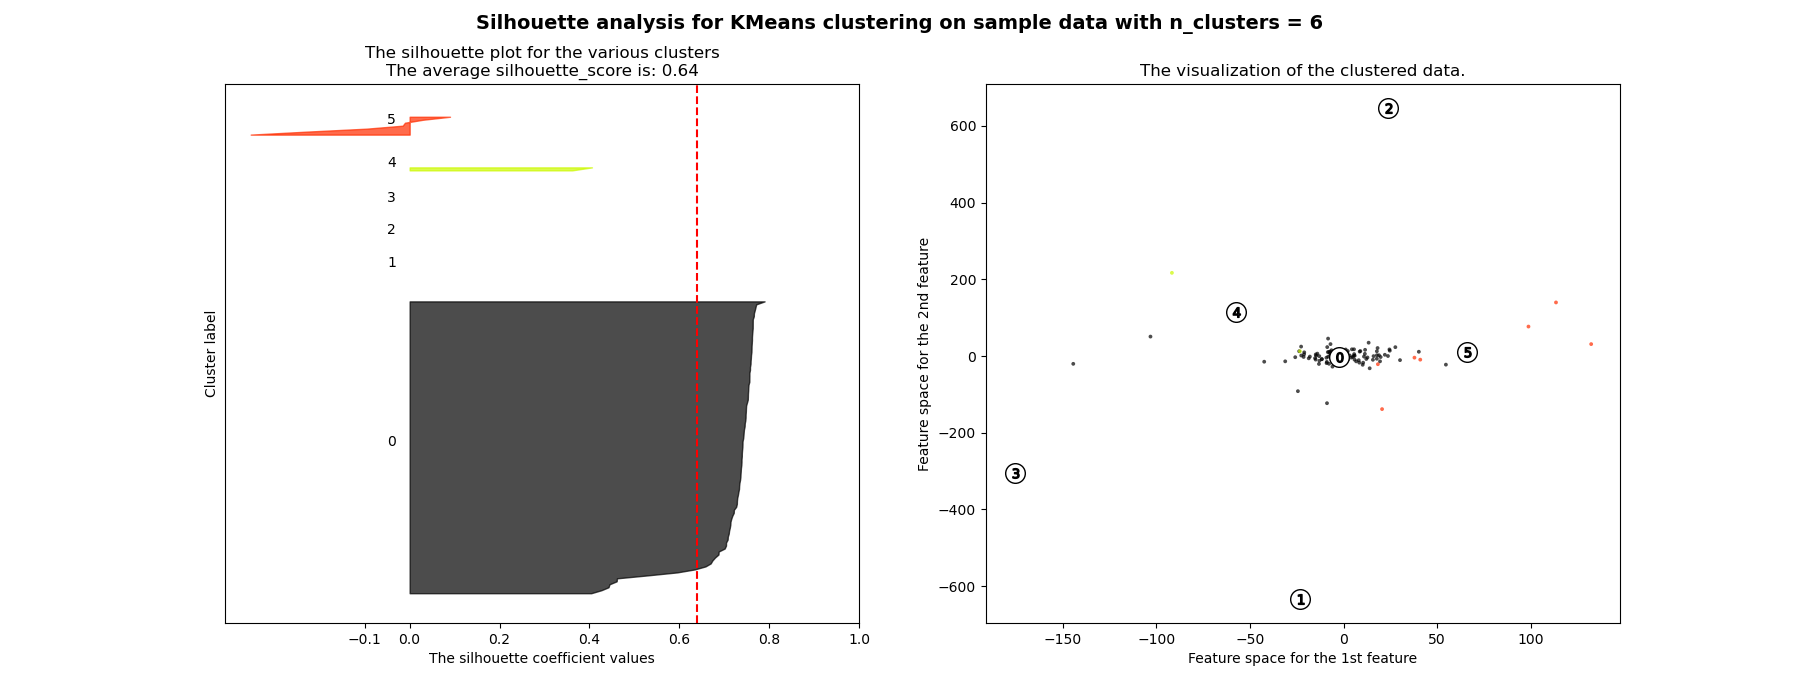 Silhouette analysis for KMeans clustering on sample data with n_clusters = 6
The silhouette plot for the various clusters
The average silhouette_score is: 0.64
5
4
3
2
1
0
Cluster label
−0.1 0.0 0.2 0.4 0.6 0.8 1.0
The silhouette coefficient values
The visualization of the clustered data.
600
400
200
0
−200
−400
−600
Feature space for the 2nd feature
2
4
0
5
3
1
−150 −100 −50 0 50 100
Feature space for the 1st feature